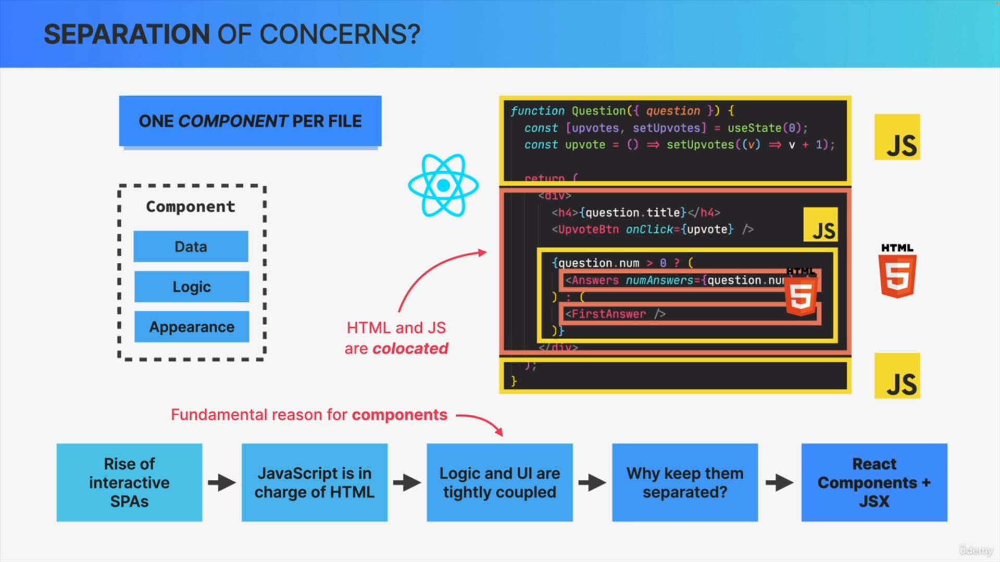 SEPARATION OF CONCERNS?
ONE COMPONENT PER FILE
Component
Data
Logic
Appearance
HTML and JS
are colocated
function Question({ question }) {
const [upvotes, setUpvotes] = useState(0);
const upvote = () => setUpvotes((v) => v + 1);
return (
<div>
<h4>{question.title}</h4>
<UpvoteBtn onClick={upvote} />
{question.num > 0 ? (
<Answers numAnswers={question.num
) : (
<FirstAnswer />
)}
</div>
);
}
JS
JS
HTML
5
HTML
5
JS
Fundamental reason for components
Rise of
interactive
SPAs
JavaScript is in
charge of HTML
Logic and UI are
tightly coupled
Why keep them
separated?
React
Components +
JSX
ûdemy